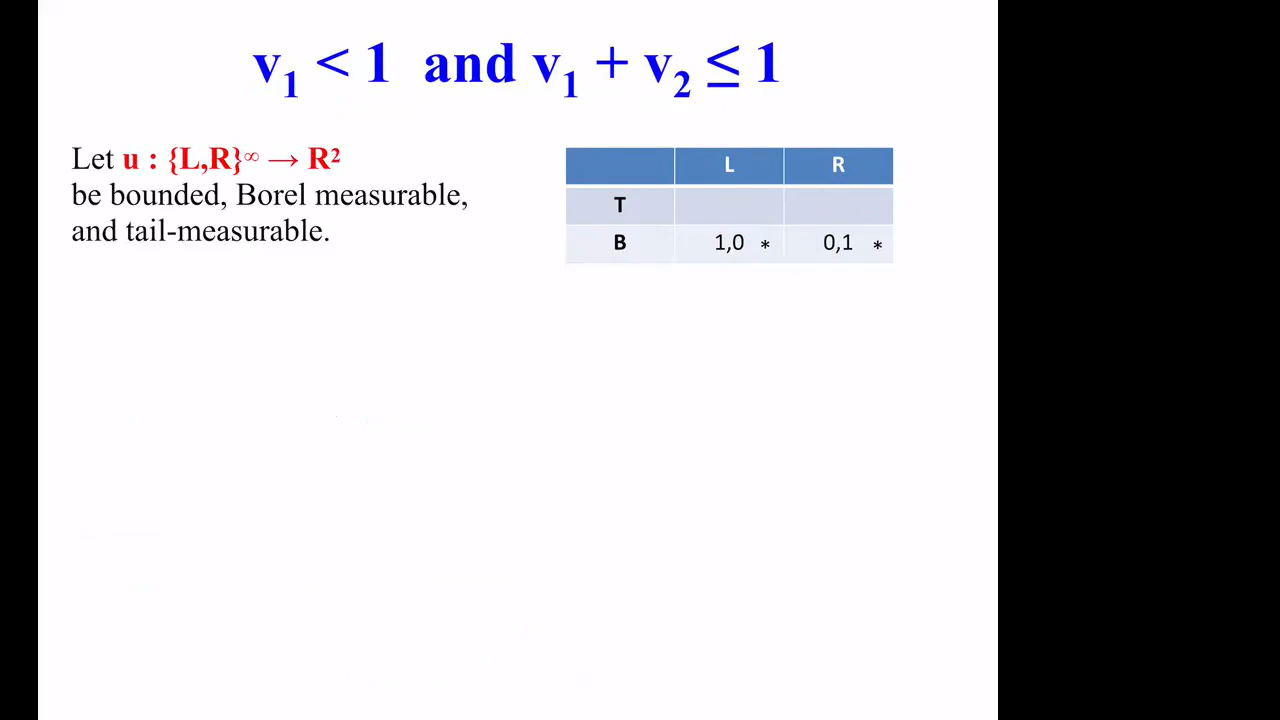 v₁ < 1 and v₁ + v₂ ≤ 1
Let u : {L,R}∞ → R²
be bounded, Borel measurable,
and tail-measurable.
L R
T
B 1,0 * 0,1 *